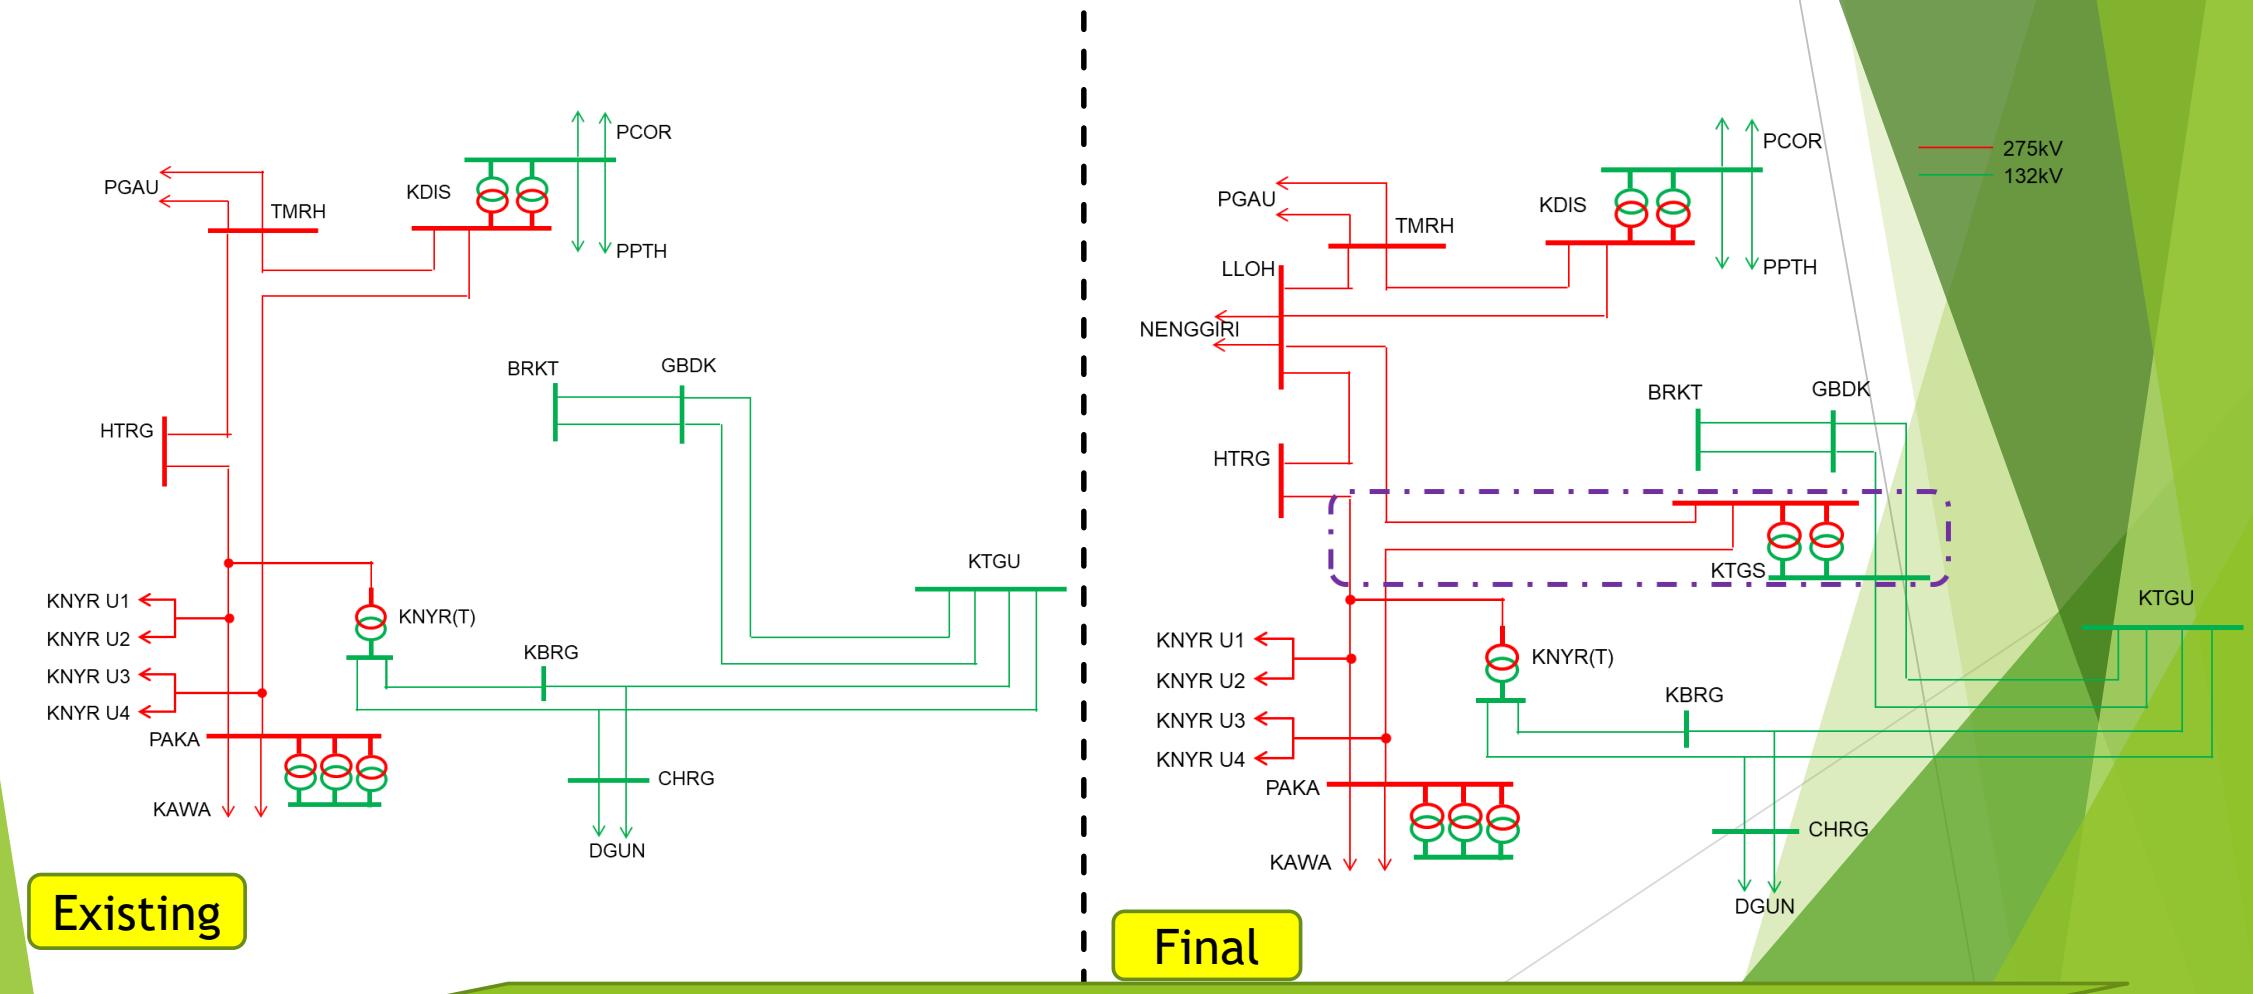 PCOR
PGAU
KDIS
TMRH
PPTH
BRKT
GBDK
HTRG
KTGU
KNYR U1
KNYR(T)
KNYR U2
KBRG
KNYR U3
KNYR U4
PAKA
CHRG
KAWA
DGUN
Existing
PCOR
275kV
132kV
PGAU
KDIS
TMRH
LLOH
PPTH
NENGGIRI
BRKT
GBDK
HTRG
KTGS
KTGU
KNYR U1
KNYR(T)
KNYR U2
KBRG
KNYR U3
KNYR U4
PAKA
CHRG
KAWA
DGUN
Final